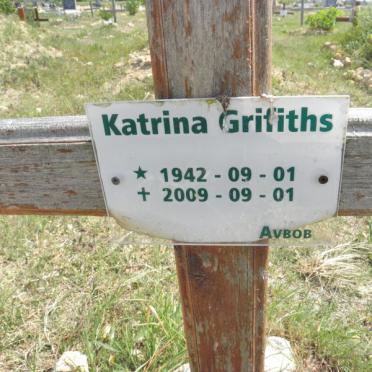 Katrina Griffiths
★ 1942 - 09 - 01
✝ 2009 - 09 - 01
AVBOB